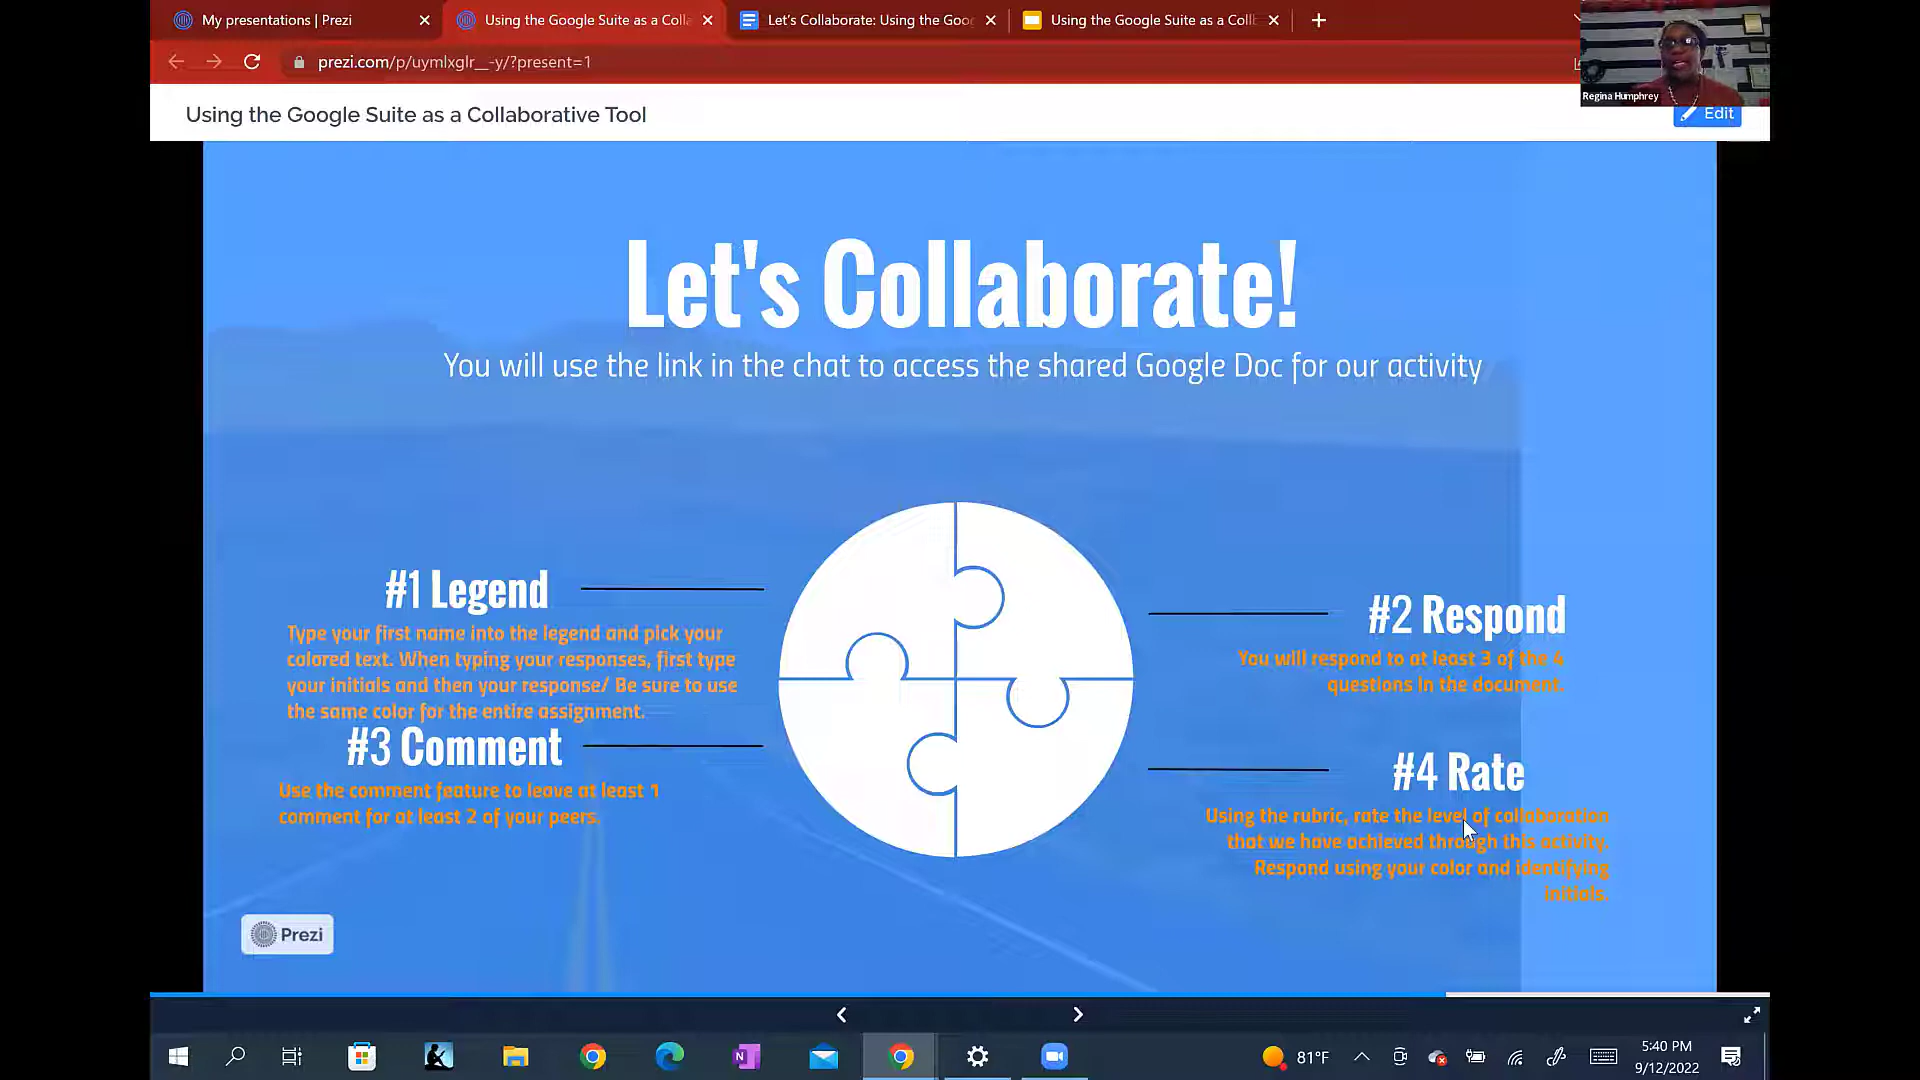 My presentations | Prezi
Using the Google Suite as a Colla
Let's Collaborate: Using the Goo
Using the Google Suite as a Coll
prezi.com/p/uymlxglr__-y/?present=1
Regina Humphrey
Using the Google Suite as a Collaborative Tool
Edit
Let's Collaborate!
You will use the link in the chat to access the shared Google Doc for our activity
#1 Legend
Type your first name into the legend and pick your
colored text. When typing your responses, first type
your initials and then your response/ Be sure to use
the same color for the entire assignment.
#2 Respond
You will respond to at least 3 of the 4
questions in the document.
#3 Comment
Use the comment feature to leave at least 1
comment for at least 2 of your peers.
#4 Rate
Using the rubric, rate the level of collaboration
that we have achieved through this activity.
Respond using your color and identifying
initials.
Prezi
81°F
5:40 PM
9/12/2022